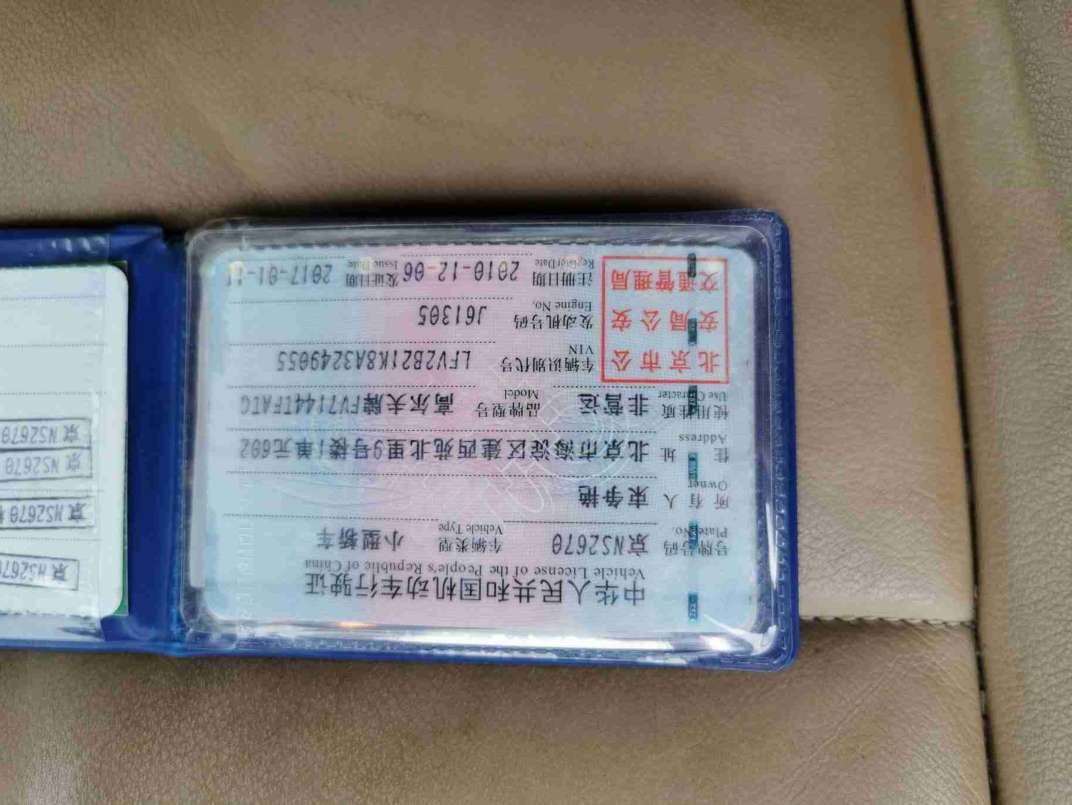 中华人民共和国机动车行驶证
Vehicle License of the People's Republic of China
号牌号码 Plate No. 京NS2670 车辆类型 Vehicle Type 小型轿车
所有人 Owner 束争艳
住址 Address 北京市海淀区建西苑北里9号楼1单元602
使用性质 Use Character 非营运 品牌型号 Model 高尔夫牌FV7144TFATG
车辆识别代号 VIN LFV2B21K8A3249055
发动机号码 Engine No. J61305
注册日期 Register Date 2010-12-06 发证日期 Issue Date 2017-01-11
北京市公
安局公安
交通管理局
京NS2670
京NS2670
京NS2670
京NS2670